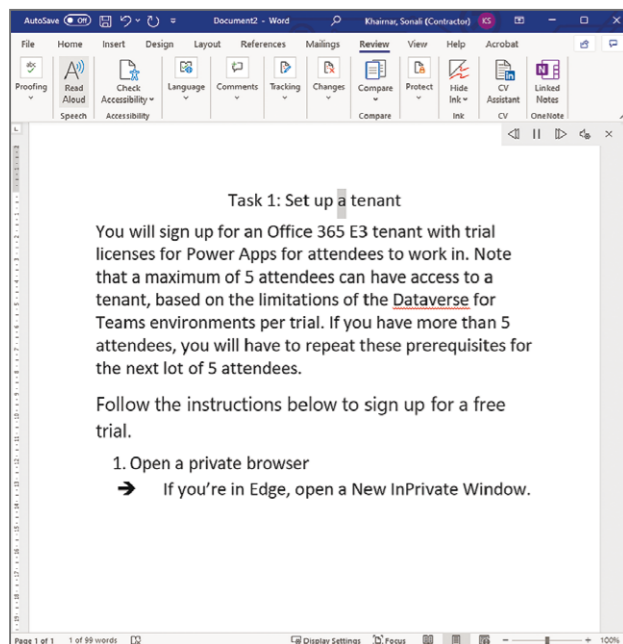 AutoSave Off Document2 - Word Khairnar, Sonali (Contractor) KS
File Home Insert Design Layout References Mailings Review View Help Acrobat
abc
Proofing Read Aloud Check Accessibility Language Comments Tracking Changes Compare Protect Hide Ink CV Assistant Linked Notes
Speech Accessibility Compare Ink CV OneNote
Task 1: Set up a tenant
You will sign up for an Office 365 E3 tenant with trial
licenses for Power Apps for attendees to work in. Note
that a maximum of 5 attendees can have access to a
tenant, based on the limitations of the Dataverse for
Teams environments per trial. If you have more than 5
attendees, you will have to repeat these prerequisites for
the next lot of 5 attendees.
Follow the instructions below to sign up for a free
trial.
1. Open a private browser
➔ If you’re in Edge, open a New InPrivate Window.
Page 1 of 1 1 of 99 words Display Settings Focus 100%